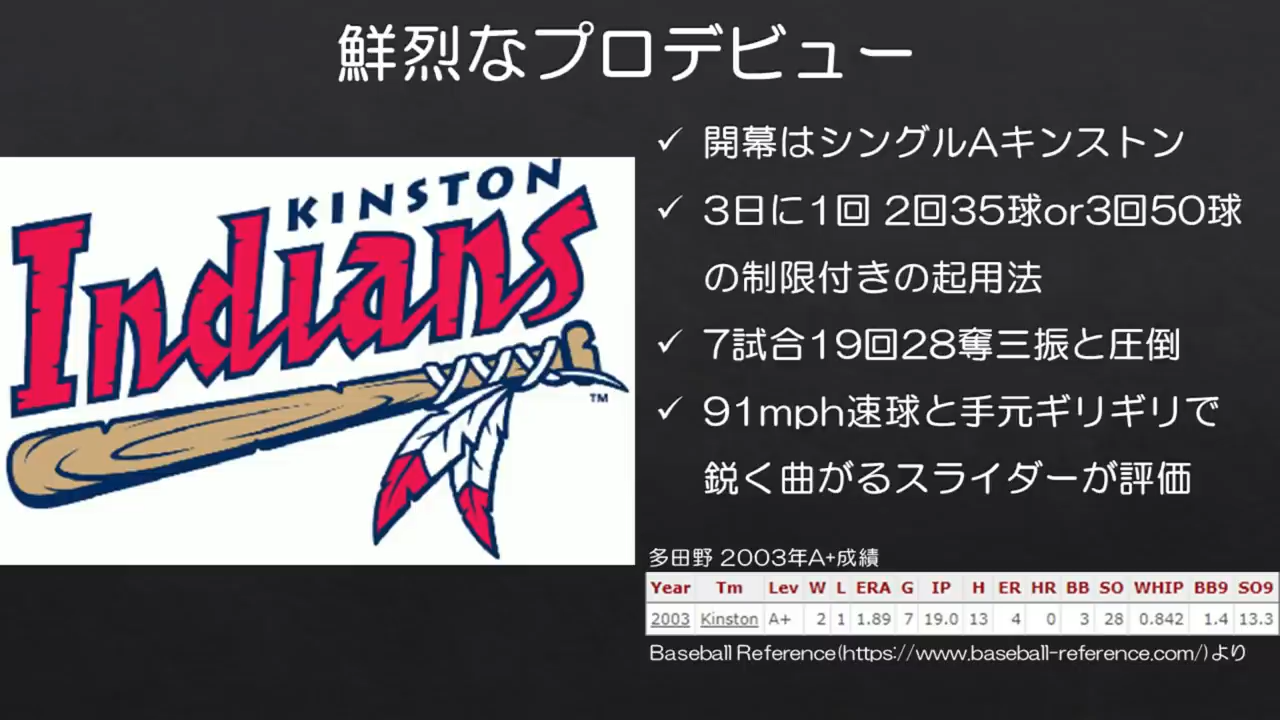 鮮烈なプロデビュー
KINSTON
Indians
TM
✓ 開幕はシングルAキンストン
✓ 3日に1回 2回35球or3回50球
の制限付きの起用法
✓ 7試合19回28奪三振と圧倒
✓ 91mph速球と手元ギリギリで
鋭く曲がるスライダーが評価
多田野 2003年A+成績
Year Tm Lev W L ERA G IP H ER HR BB SO WHIP BB9 SO9
2003 Kinston A+ 2 1 1.89 7 19.0 13 4 0 3 28 0.842 1.4 13.3
Baseball Reference(https://www.baseball-reference.com/)より